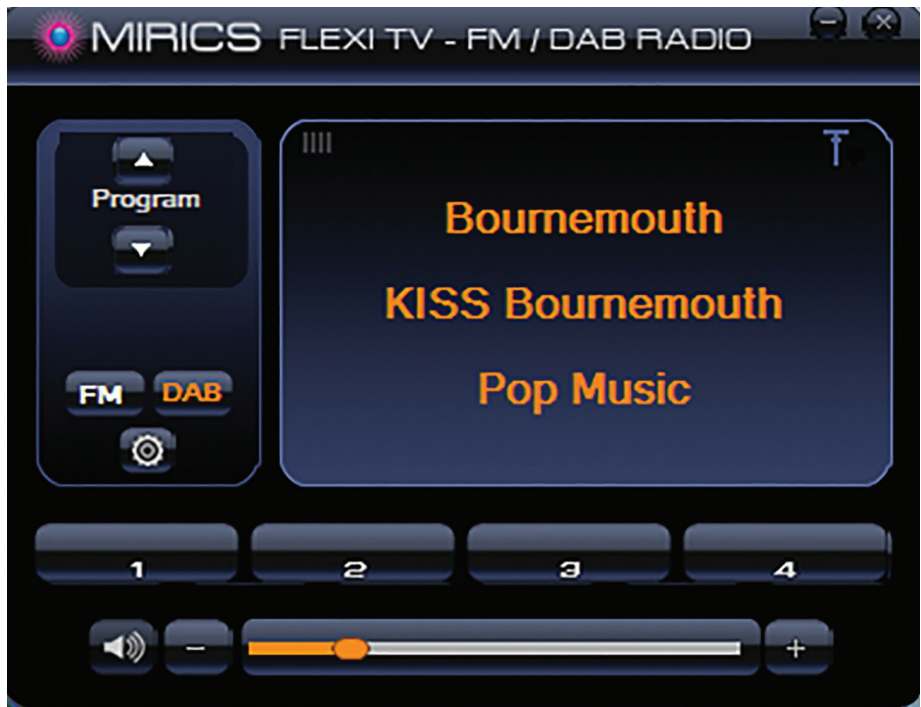 MIRICS FLEXI TV - FM / DAB RADIO
Program
Bournemouth
KISS Bournemouth
Pop Music
FM DAB
1 2 3 4